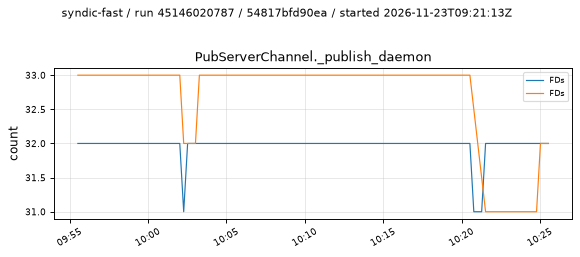 syndic-fast / run 45146020787 / 54817bfd90ea / started 2026-11-23T09:21:13Z
PubServerChannel._publish_daemon
FDs
FDs
count
33.0
32.5
32.0
31.5
31.0
09:55
10:00
10:05
10:10
10:15
10:20
10:25